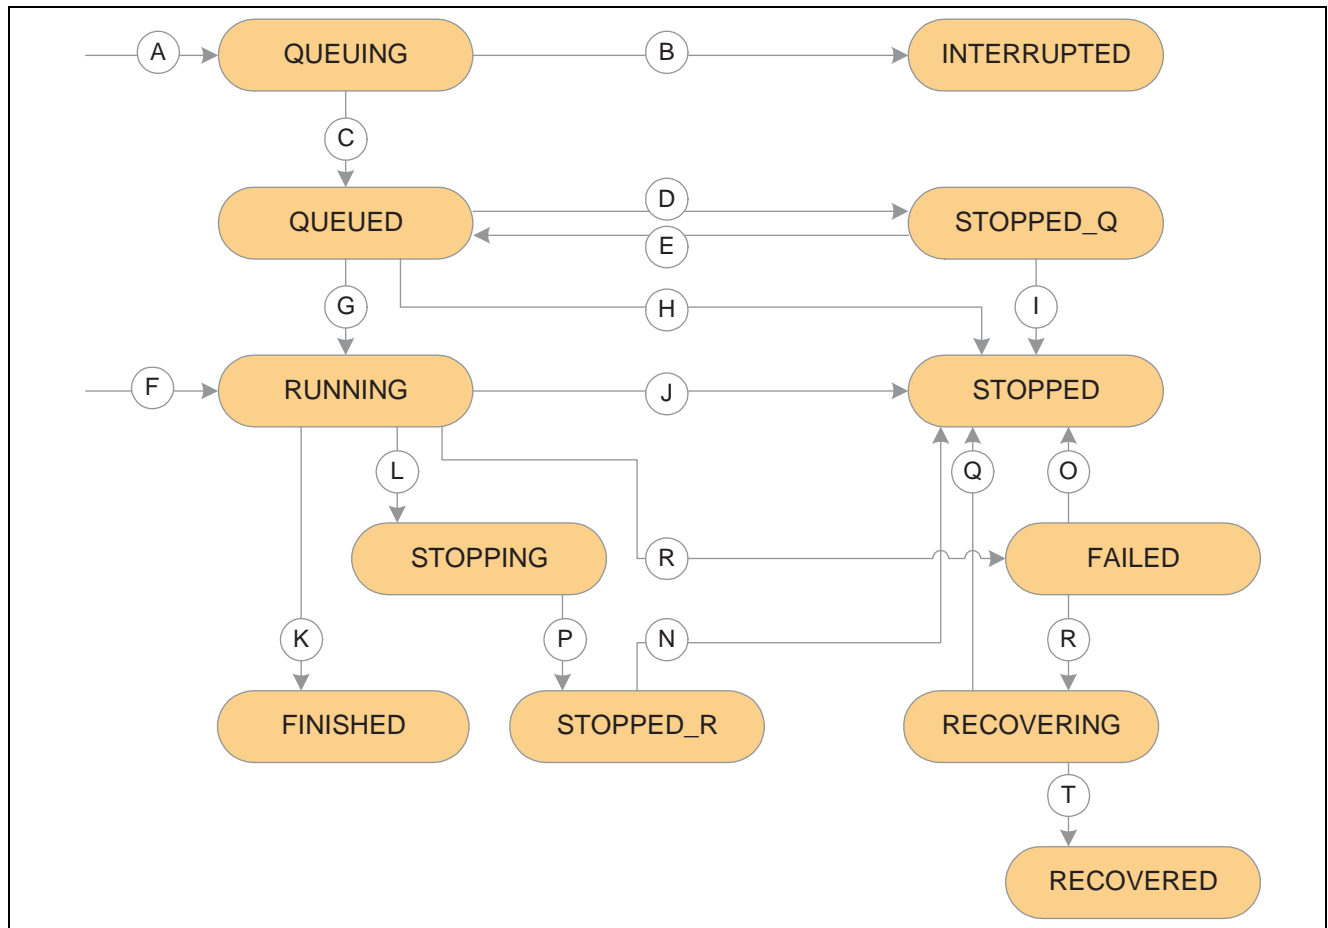 A
QUEUING
B
INTERRUPTED
C
QUEUED
D
E
STOPPED_Q
G
H
I
F
RUNNING
J
STOPPED
L
Q
O
STOPPING
R
FAILED
K
P
N
R
FINISHED
STOPPED_R
RECOVERING
T
RECOVERED